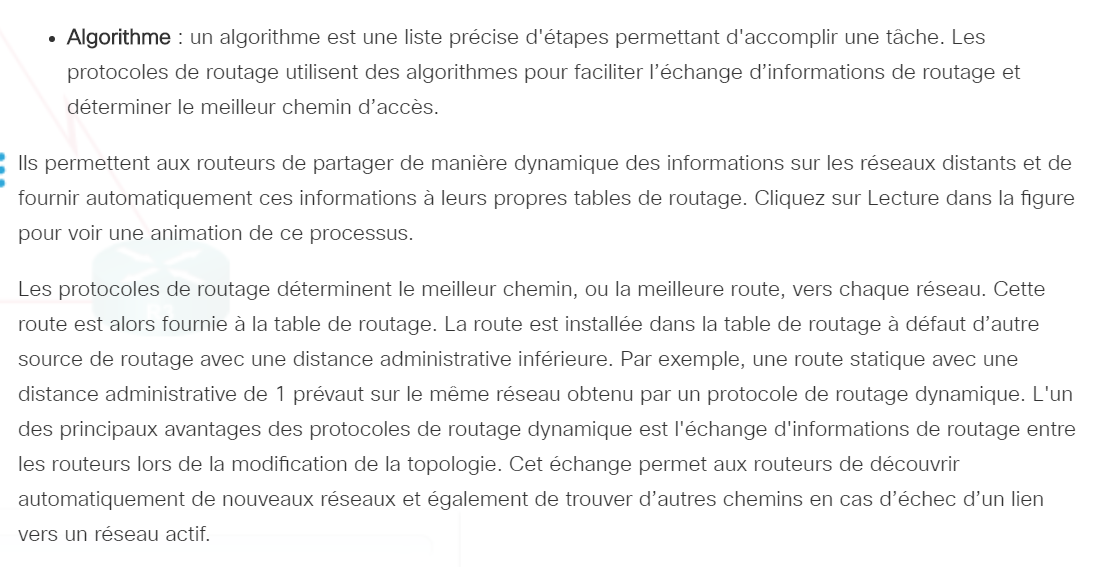 • Algorithme : un algorithme est une liste précise d'étapes permettant d'accomplir une tâche. Les
protocoles de routage utilisent des algorithmes pour faciliter l’échange d’informations de routage et
déterminer le meilleur chemin d’accès.
Ils permettent aux routeurs de partager de manière dynamique des informations sur les réseaux distants et de
fournir automatiquement ces informations à leurs propres tables de routage. Cliquez sur Lecture dans la figure
pour voir une animation de ce processus.
Les protocoles de routage déterminent le meilleur chemin, ou la meilleure route, vers chaque réseau. Cette
route est alors fournie à la table de routage. La route est installée dans la table de routage à défaut d’autre
source de routage avec une distance administrative inférieure. Par exemple, une route statique avec une
distance administrative de 1 prévaut sur le même réseau obtenu par un protocole de routage dynamique. L'un
des principaux avantages des protocoles de routage dynamique est l'échange d'informations de routage entre
les routeurs lors de la modification de la topologie. Cet échange permet aux routeurs de découvrir
automatiquement de nouveaux réseaux et également de trouver d’autres chemins en cas d’échec d’un lien
vers un réseau actif.